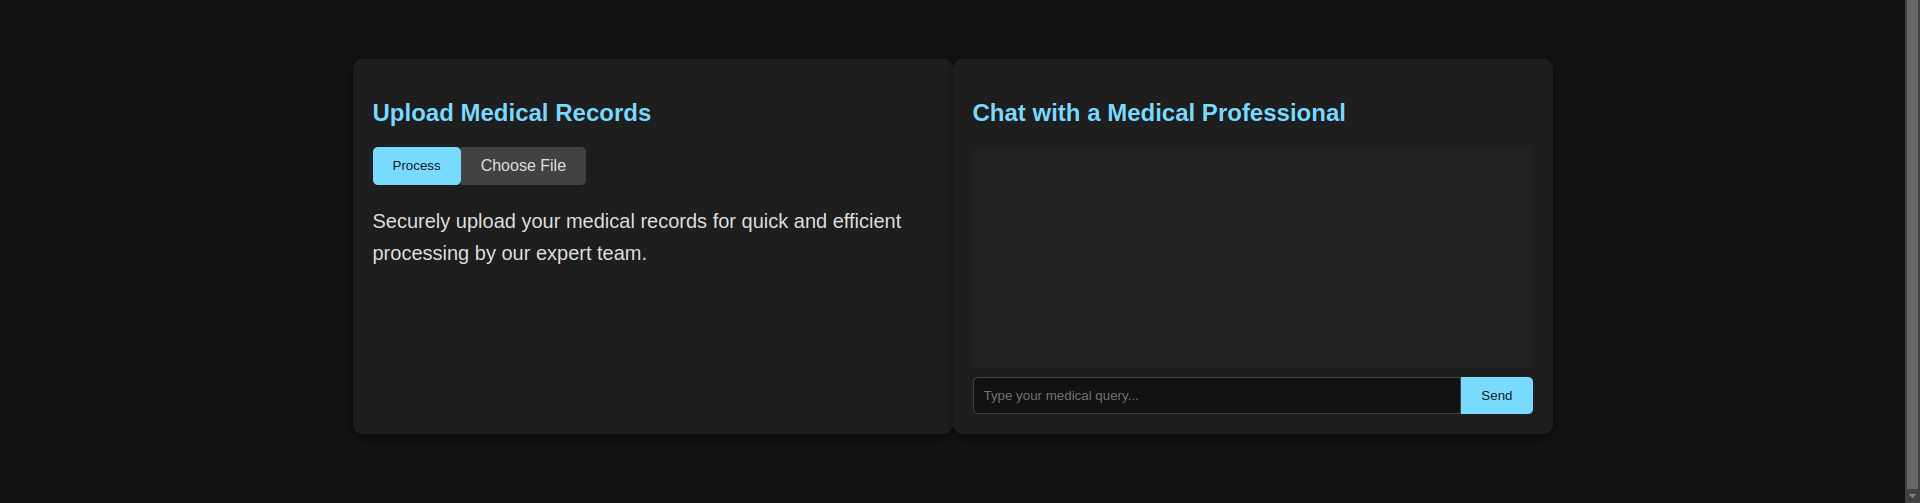 Upload Medical Records
Process
Choose File
Securely upload your medical records for quick and efficient
processing by our expert team.
Chat with a Medical Professional
Type your medical query...
Send